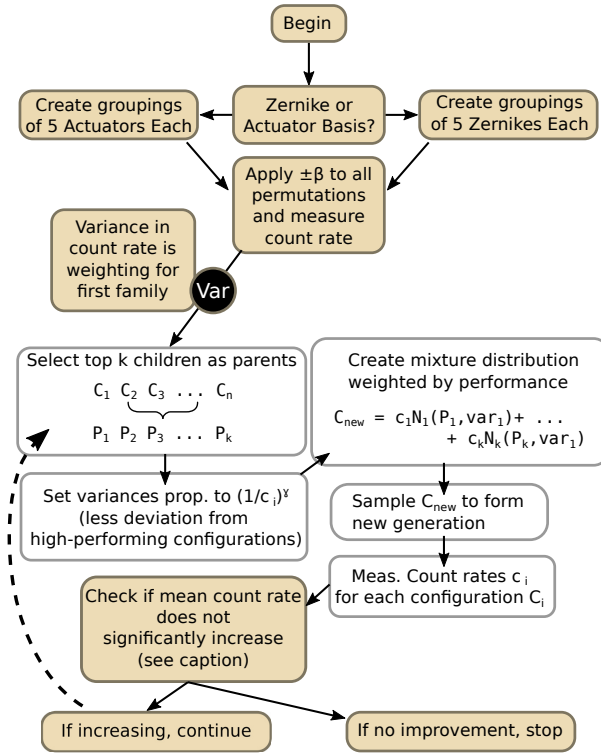 Begin
Zernike or
Actuator Basis?
Create groupings
of 5 Actuators Each
Create groupings
of 5 Zernikes Each
Apply ±β to all
permutations
and measure
count rate
Variance in
count rate is
weighting for
first family
Var
Select top k children as parents
C₁ C₂ C₃ ... Cₙ
P₁ P₂ P₃ ... Pₖ
Set variances prop. to (1/cᵢ)ᵞ
(less deviation from
high-performing configurations)
Create mixture distribution
weighted by performance
Cₙₑw = c₁N₁(P₁,var₁)+ ...
+ cₖNₖ(Pₖ,var₁)
Sample Cₙₑw to form
new generation
Meas. Count rates cᵢ
for each configuration Cᵢ
Check if mean count rate
does not
significantly increase
(see caption)
If increasing, continue
If no improvement, stop